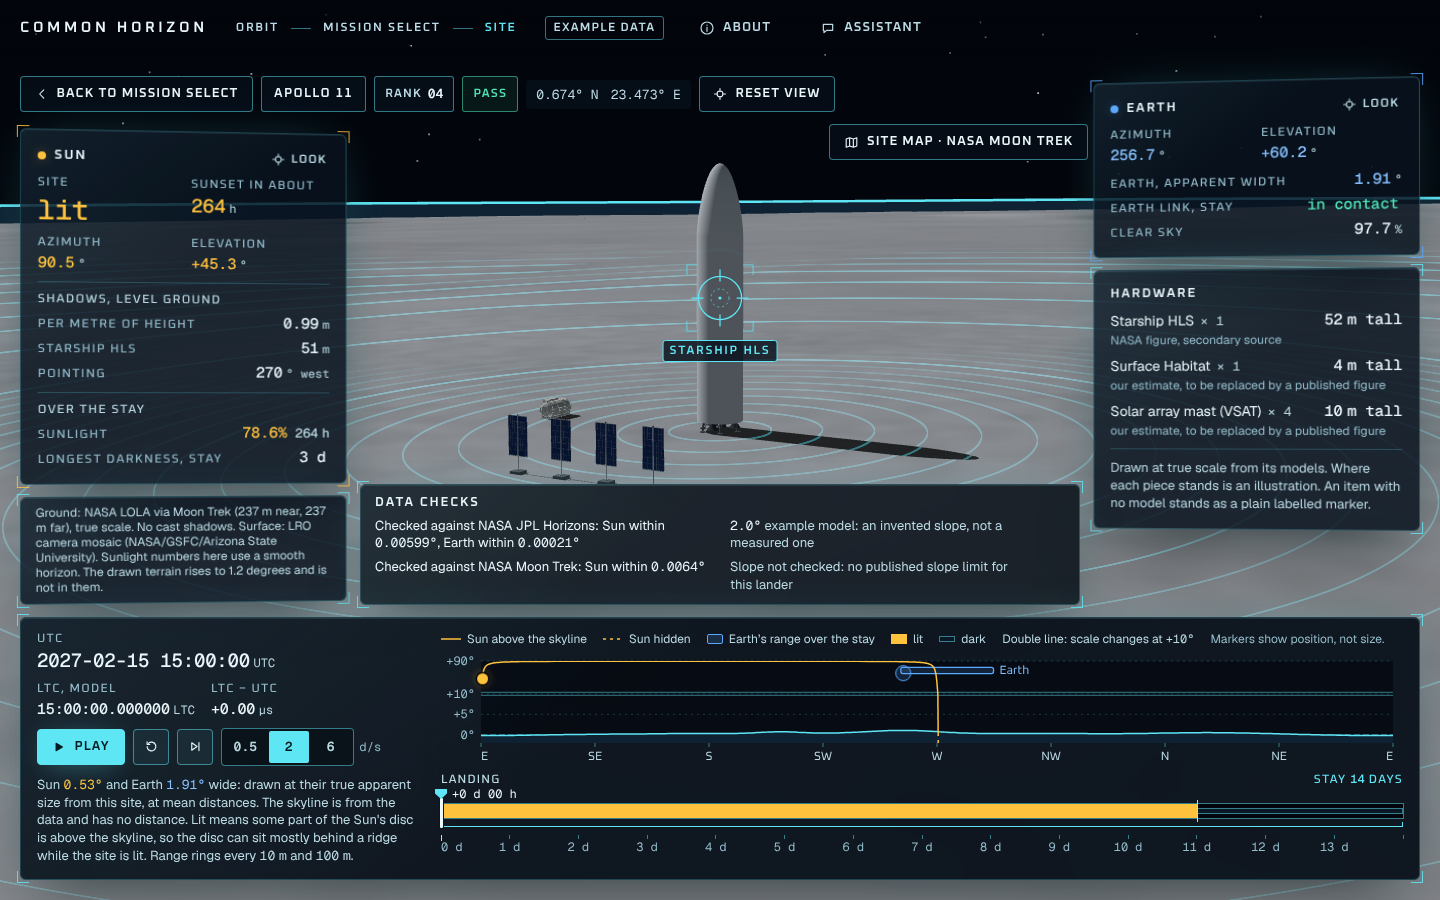 COMMON HORIZON
ORBIT MISSION SELECT SITE EXAMPLE DATA ABOUT ASSISTANT
BACK TO MISSION SELECT APOLLO 11 RANK 04 PASS 0.674° N 23.473° E RESET VIEW
SITE MAP · NASA MOON TREK
SUN LOOK
SITE SUNSET IN ABOUT
lit 264 h
AZIMUTH ELEVATION
90.5 ° +45.3 °
SHADOWS, LEVEL GROUND
PER METRE OF HEIGHT 0.99 m
STARSHIP HLS 51 m
POINTING 270 ° west
OVER THE STAY
SUNLIGHT 78.6% 264 h
LONGEST DARKNESS, STAY 3 d
Ground: NASA LOLA via Moon Trek (237 m near, 237
m far), true scale. No cast shadows. Surface: LRO
camera mosaic (NASA/GSFC/Arizona State
University). Sunlight numbers here use a smooth
horizon. The drawn terrain rises to 1.2 degrees and is
not in them.
STARSHIP HLS
EARTH LOOK
AZIMUTH ELEVATION
256.7 ° +60.2 °
EARTH, APPARENT WIDTH 1.91 °
EARTH LINK, STAY in contact
CLEAR SKY 97.7 %
HARDWARE
Starship HLS × 1 52 m tall
NASA figure, secondary source
Surface Habitat × 1 4 m tall
our estimate, to be replaced by a published figure
Solar array mast (VSAT) × 4 10 m tall
our estimate, to be replaced by a published figure
Drawn at true scale from its models. Where
each piece stands is an illustration. An item with
no model stands as a plain labelled marker.
DATA CHECKS
Checked against NASA JPL Horizons: Sun within
0.00599°, Earth within 0.00021°
Checked against NASA Moon Trek: Sun within 0.0064°
2.0° example model: an invented slope, not a
measured one
Slope not checked: no published slope limit for
this lander
UTC
2027-02-15 15:00:00 UTC
LTC, MODEL LTC − UTC
15:00:00.000000 LTC +0.00 µs
PLAY 0.5 2 6 d/s
Sun 0.53° and Earth 1.91° wide: drawn at their true apparent
size from this site, at mean distances. The skyline is from the
data and has no distance. Lit means some part of the Sun's disc
is above the skyline, so the disc can sit mostly behind a ridge
while the site is lit. Range rings every 10 m and 100 m.
Sun above the skyline Sun hidden Earth's range over the stay lit dark Double line: scale changes at +10° Markers show position, not size.
+90°
Earth
+10°
+5°
0°
E SE S SW W NW N NE E
LANDING STAY 14 DAYS
+0 d 00 h
0 d 1 d 2 d 3 d 4 d 5 d 6 d 7 d 8 d 9 d 10 d 11 d 12 d 13 d